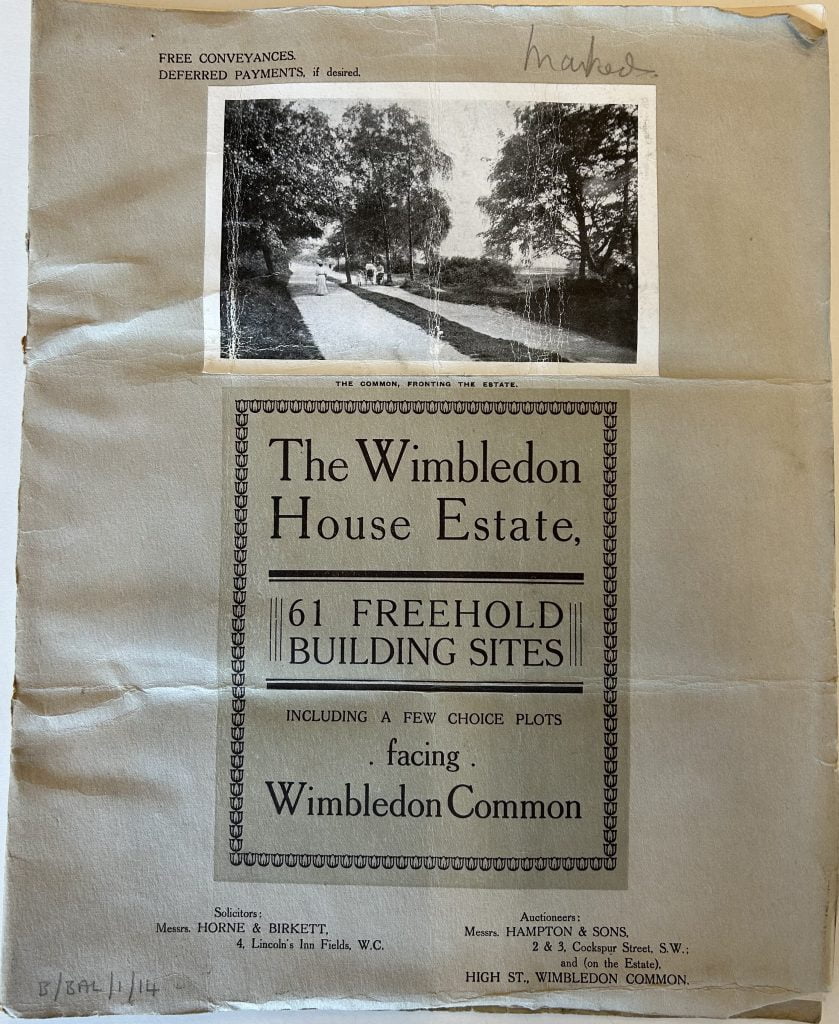 FREE CONVEYANCES.
DEFERRED PAYMENTS, if desired.
Marked.
THE COMMON, FRONTING THE ESTATE.
The Wimbledon
House Estate,
61 FREEHOLD
BUILDING SITES
INCLUDING A FEW CHOICE PLOTS
. facing .
Wimbledon Common
Solicitors:
Messrs. HORNE & BIRKETT,
4, Lincoln's Inn Fields, W.C.
Auctioneers:
Messrs. HAMPTON & SONS,
2 & 3, Cockspur Street, S.W.;
and (on the Estate),
HIGH ST., WIMBLEDON COMMON.
B/BAL/1/14